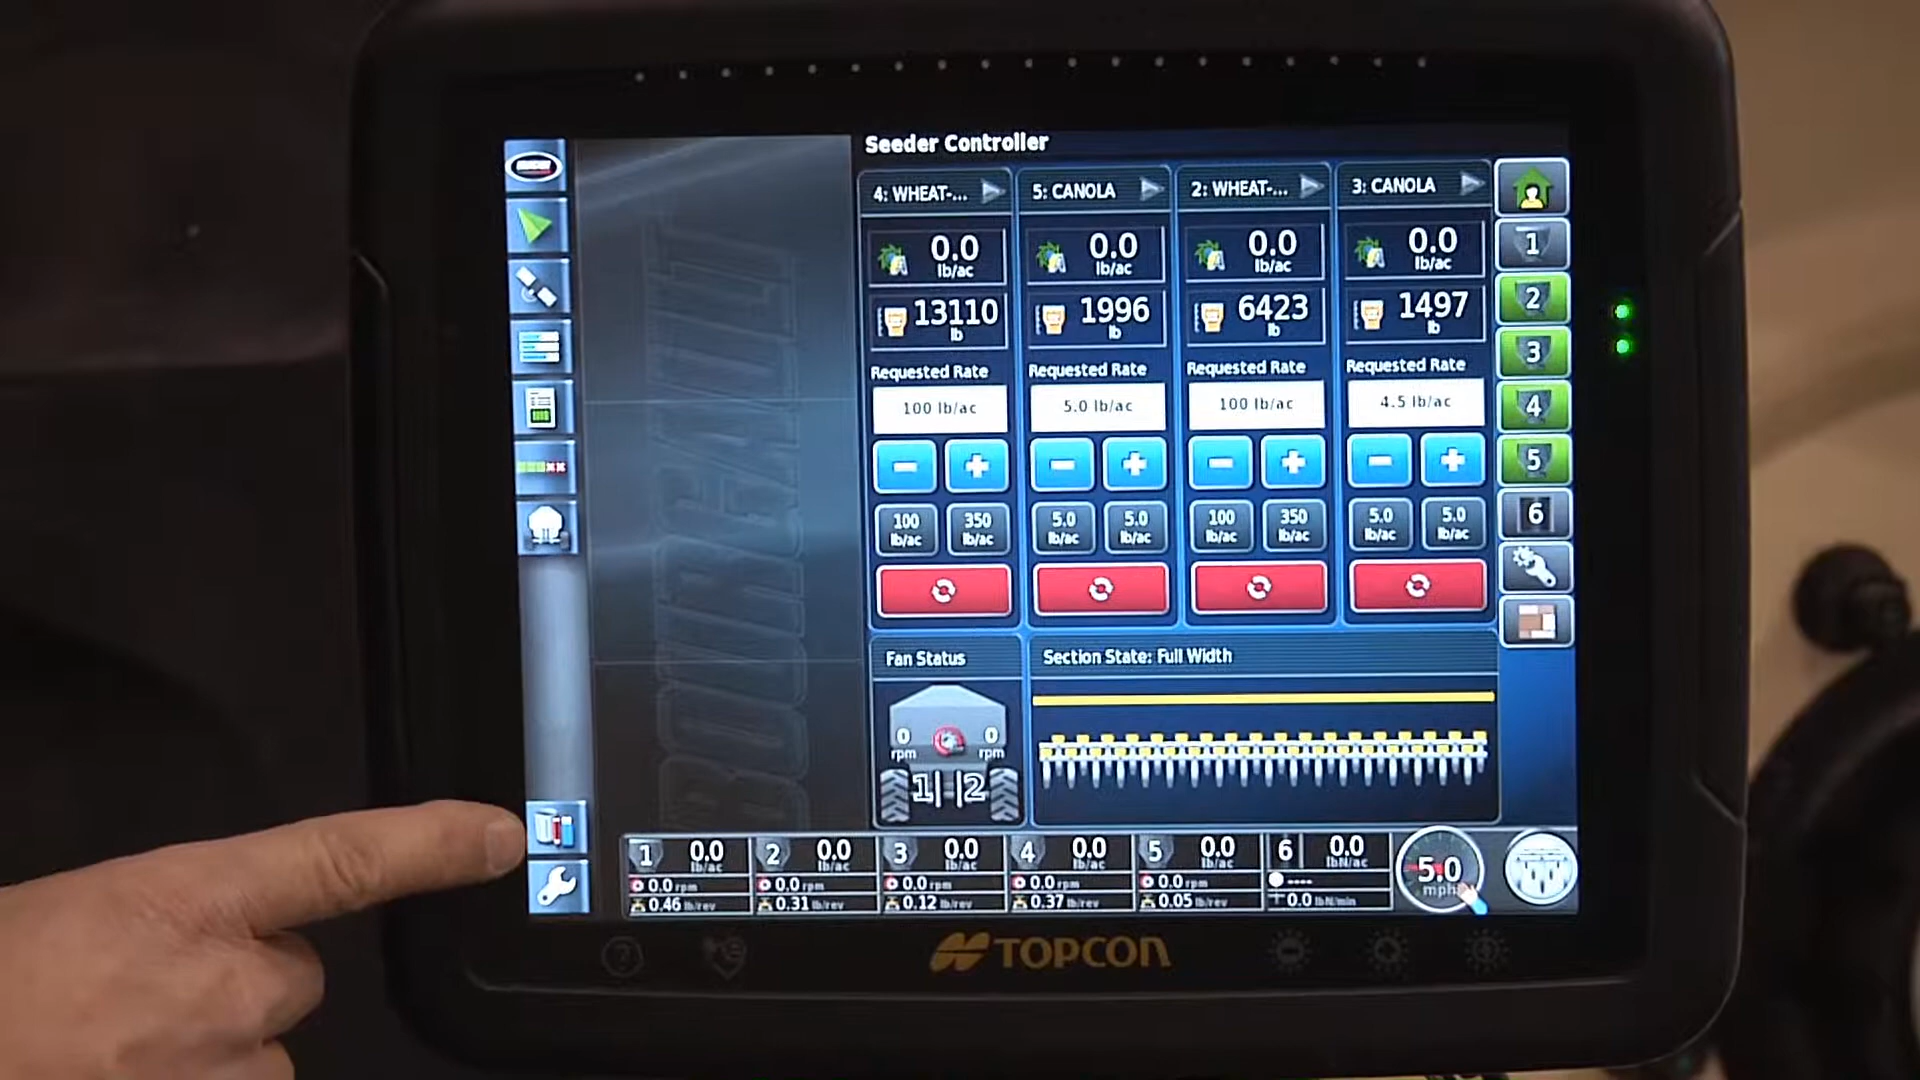 Seeder Controller
4: WHEAT-...
5: CANOLA
2: WHEAT-...
3: CANOLA
0.0 lb/ac
0.0 lb/ac
0.0 lb/ac
0.0 lb/ac
13110 lb
1996 lb
6423 lb
1497 lb
Requested Rate
Requested Rate
Requested Rate
Requested Rate
100 lb/ac
5.0 lb/ac
100 lb/ac
4.5 lb/ac
100 lb/ac
350 lb/ac
5.0 lb/ac
5.0 lb/ac
100 lb/ac
350 lb/ac
5.0 lb/ac
5.0 lb/ac
1
2
3
4
5
6
BOURGAULT
Fan Status
0 rpm
0 rpm
1 2
Section State: Full Width
1 0.0 lb/ac
0.0 rpm
0.46 lb/rev
2 0.0 lb/ac
0.0 rpm
0.31 lb/rev
3 0.0 lb/ac
0.0 rpm
0.12 lb/rev
4 0.0 lb/ac
0.0 rpm
0.37 lb/rev
5 0.0 lb/ac
0.0 rpm
0.05 lb/rev
6 0.0 lbN/ac
----
0.0 lbN/min
5.0 mph
TOPCON